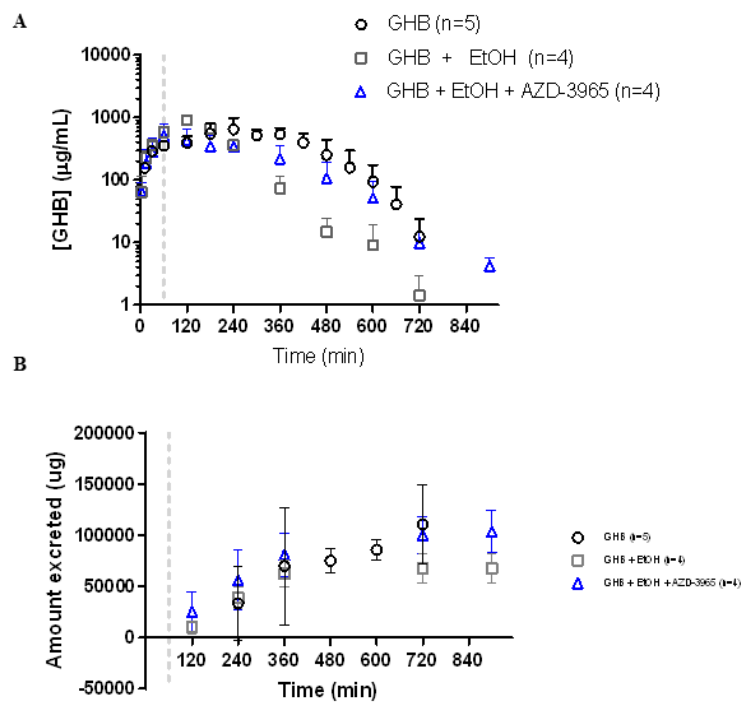 A
GHB (n=5)
GHB + EtOH (n=4)
GHB + EtOH + AZD-3965 (n=4)
10000
1000
100
10
1
[GHB] (µg/mL)
0 120 240 360 480 600 720 840
Time (min)
B
200000
150000
100000
50000
0
-50000
Amount excreted (ug)
120 240 360 480 600 720 840
Time (min)
GHB (n=5)
GHB + EtOH (n=4)
GHB + EtOH + AZD-3965 (n=4)